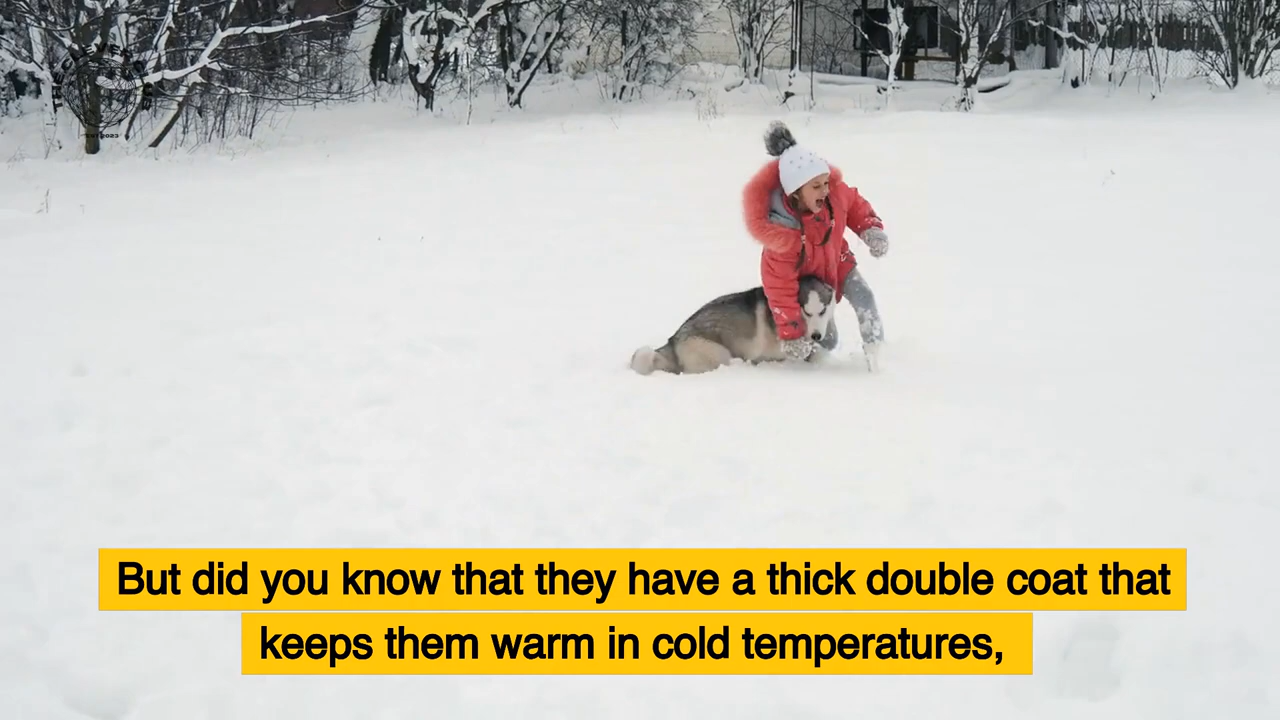 But did you know that they have a thick double coat that
keeps them warm in cold temperatures,